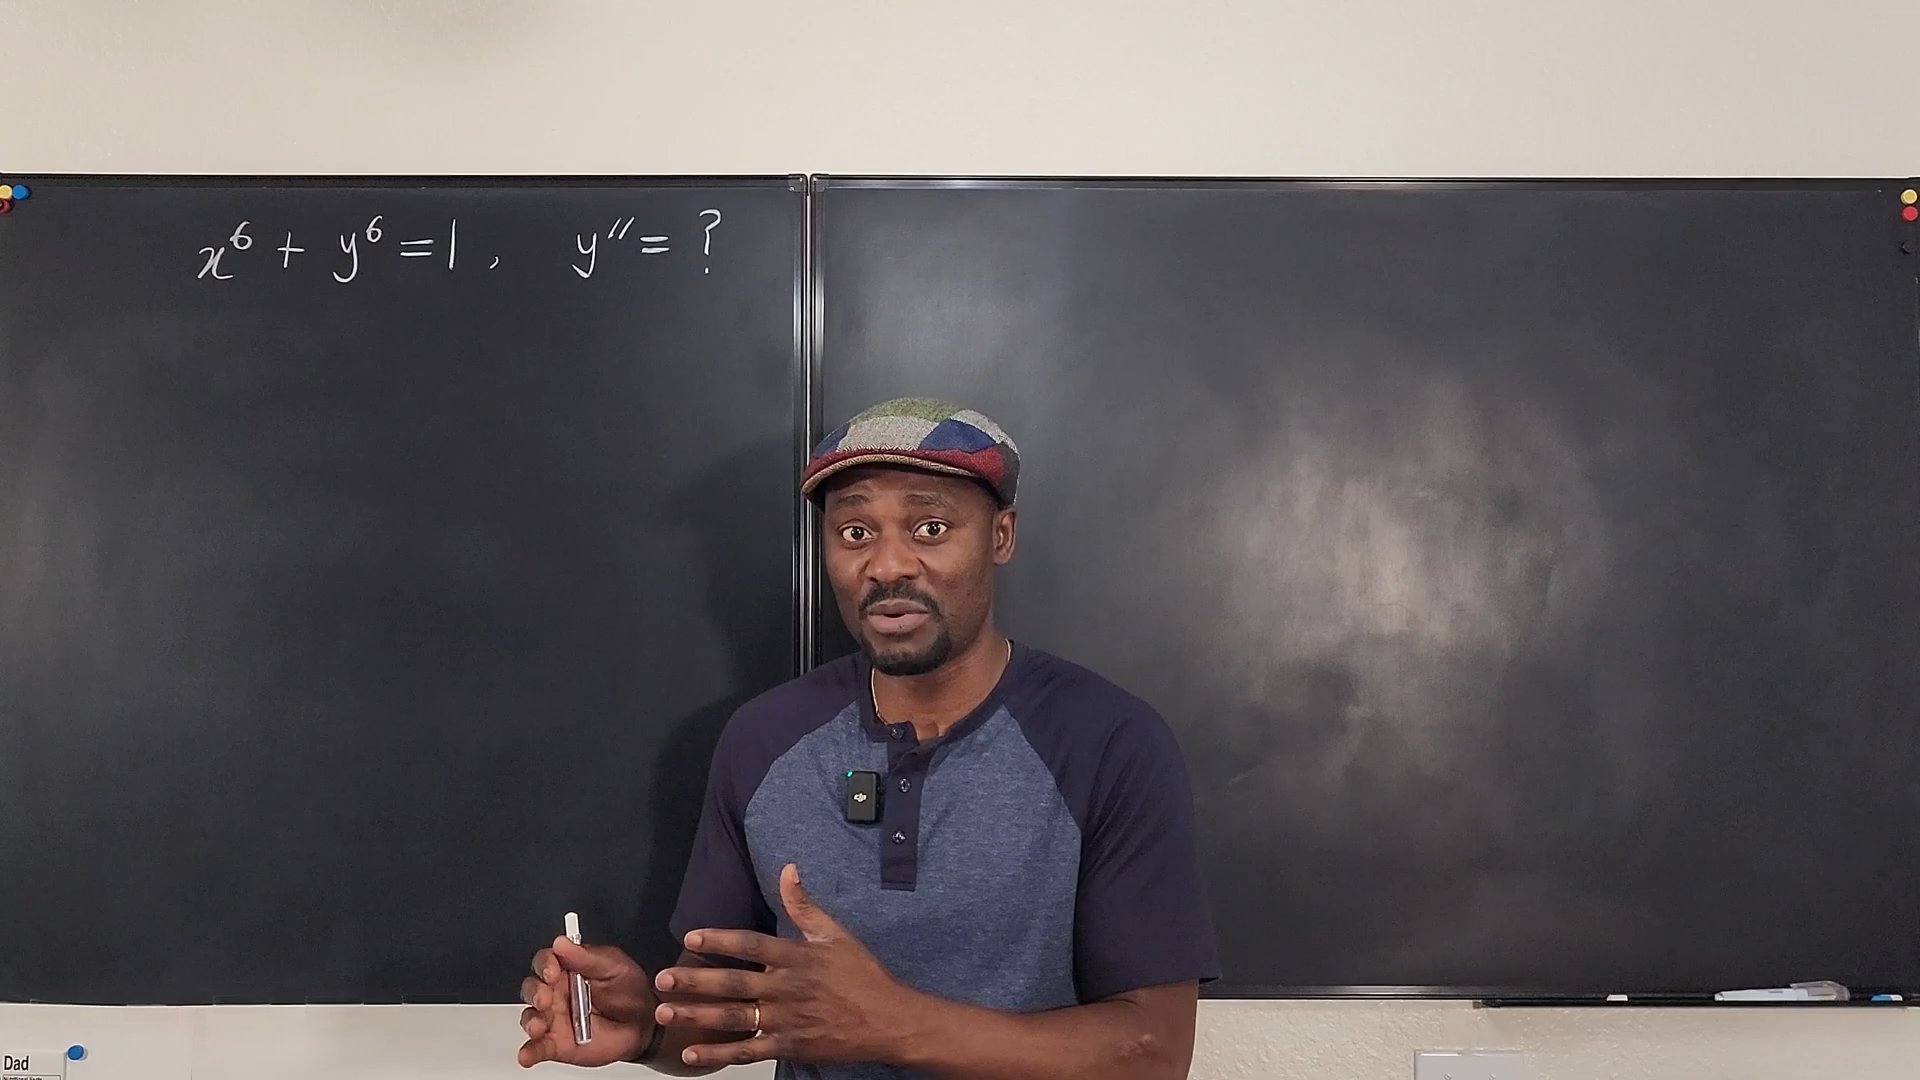 x⁶ + y⁶ = 1 , y′′ = ?
Dad